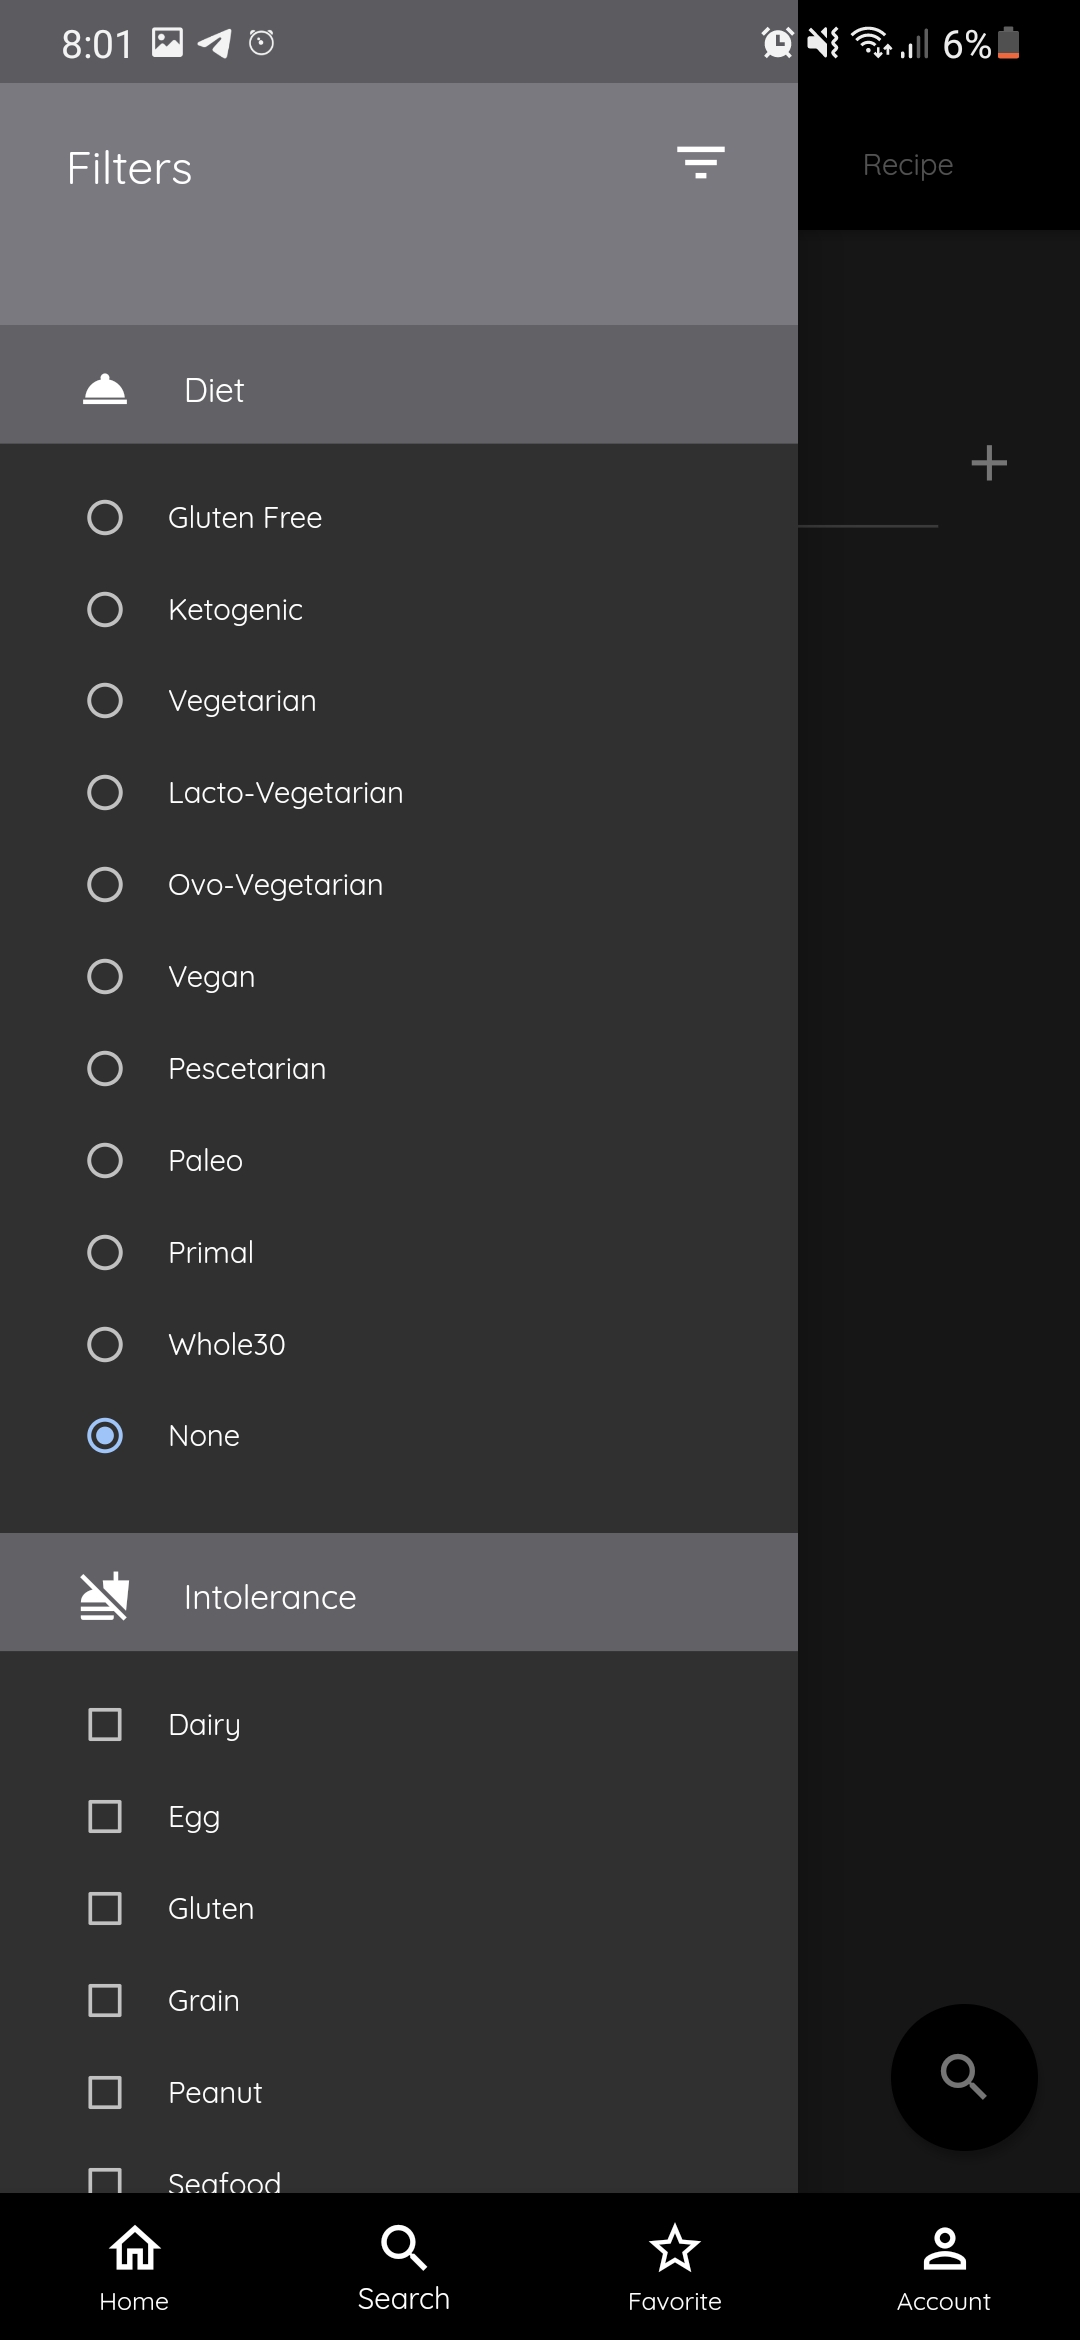 8:01 6%
Filters
Recipe
Diet
Gluten Free
Ketogenic
Vegetarian
Lacto-Vegetarian
Ovo-Vegetarian
Vegan
Pescetarian
Paleo
Primal
Whole30
None
Intolerance
Dairy
Egg
Gluten
Grain
Peanut
Seafood
Home Search Favorite Account